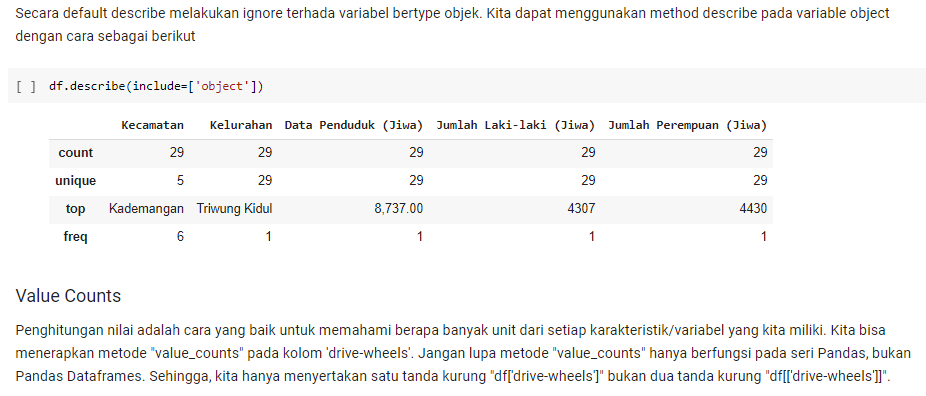 Secara default describe melakukan ignore terhada variabel bertype objek. Kita dapat menggunakan method describe pada variable object
dengan cara sebagai berikut
[ ] df.describe(include=['object'])
Kecamatan Kelurahan Data Penduduk (Jiwa) Jumlah Laki-laki (Jiwa) Jumlah Perempuan (Jiwa)
count 29 29 29 29 29
unique 5 29 29 29 29
top Kademangan Triwung Kidul 8,737.00 4307 4430
freq 6 1 1 1 1
Value Counts
Penghitungan nilai adalah cara yang baik untuk memahami berapa banyak unit dari setiap karakteristik/variabel yang kita miliki. Kita bisa
menerapkan metode "value_counts" pada kolom 'drive-wheels'. Jangan lupa metode "value_counts" hanya berfungsi pada seri Pandas, bukan
Pandas Dataframes. Sehingga, kita hanya menyertakan satu tanda kurung "df['drive-wheels']" bukan dua tanda kurung "df[['drive-wheels']]".